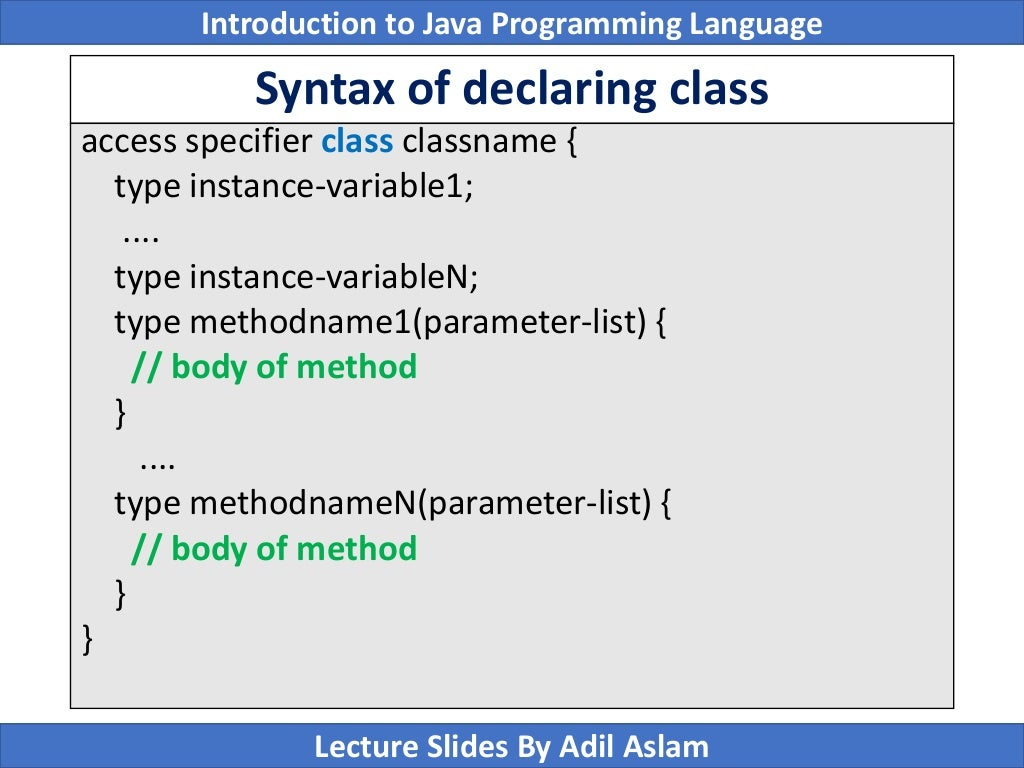 Introduction to Java Programming Language
Syntax of declaring class
access specifier class classname {
type instance-variable1;
....
type instance-variableN;
type methodname1(parameter-list) {
// body of method
}
....
type methodnameN(parameter-list) {
// body of method
}
}
Lecture Slides By Adil Aslam